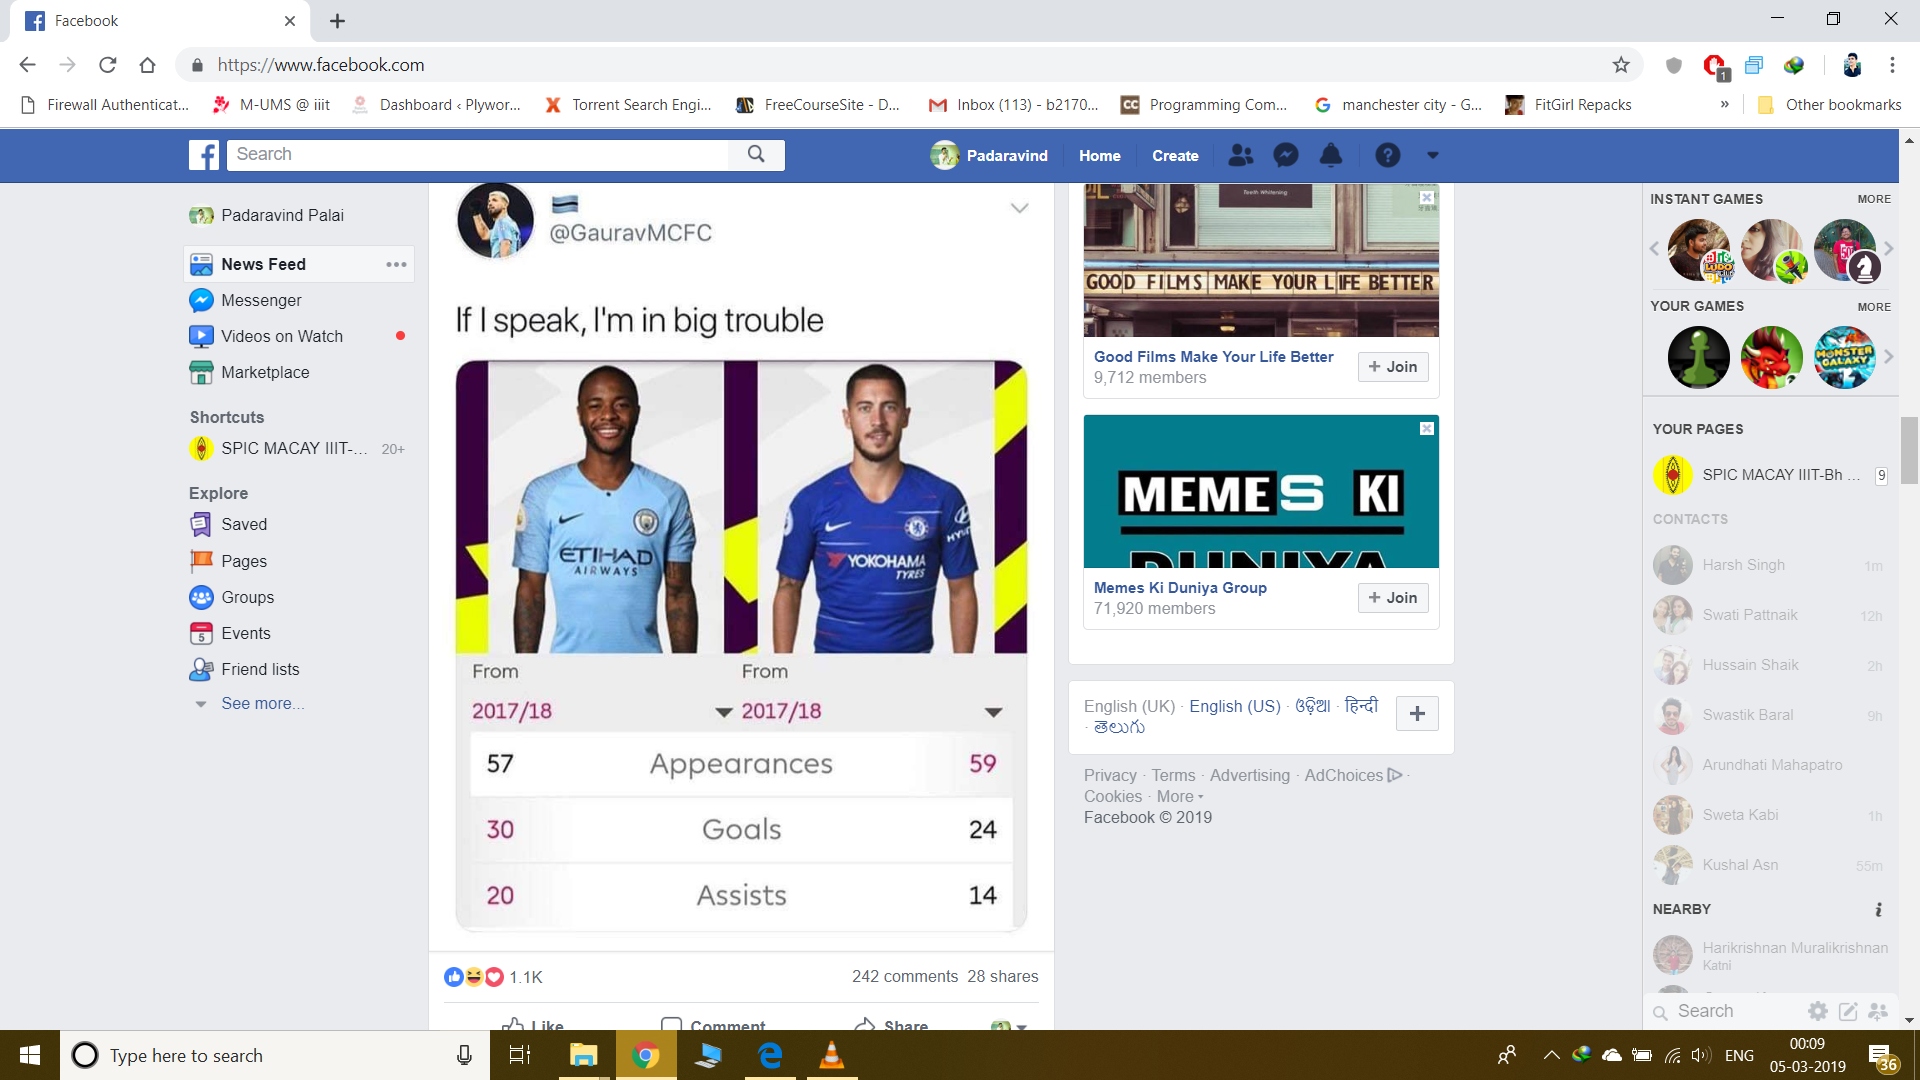 Facebook
https://www.facebook.com
Firewall Authenticat...
M-UMS @ iiit
Dashboard ‹ Plywor...
Torrent Search Engi...
FreeCourseSite - D...
Inbox (113) - b2170...
CC
Programming Com...
manchester city - G...
FitGirl Repacks
»
Other bookmarks
Search
Padaravind
Home
Create
Padaravind Palai
News Feed
Messenger
Videos on Watch
Marketplace
Shortcuts
SPIC MACAY IIIT-... 20+
Explore
Saved
Pages
Groups
Events
Friend lists
See more...
@GauravMCFC
If I speak, I'm in big trouble
ETIHAD
AIRWAYS
YOKOHAMA
TYRES
From From
2017/18 2017/18
57 Appearances 59
30 Goals 24
20 Assists 14
1.1K 242 comments 28 shares
Like Comment Share
Teeth Whitening
GOOD FILMS MAKE YOUR LIFE BETTER
Good Films Make Your Life Better
9,712 members
+ Join
MEMES KI
DUNIYA
Memes Ki Duniya Group
71,920 members
+ Join
English (UK) · English (US) · ଓଡ଼ିଆ · हिन्दी
· తెలుగు
Privacy · Terms · Advertising · AdChoices ·
Cookies · More
Facebook © 2019
INSTANT GAMES MORE
LUDO
YOUR GAMES MORE
MONSTER
GALAXY
YOUR PAGES
SPIC MACAY IIIT-Bh ... 9
CONTACTS
Harsh Singh 1m
Swati Pattnaik 12h
Hussain Shaik 2h
Swastik Baral 9h
Arundhati Mahapatro
Sweta Kabi 1h
Kushal Asn 55m
NEARBY
Harikrishnan Muralikrishnan
Katni
Search
Type here to search
ENG
00:09
05-03-2019
36